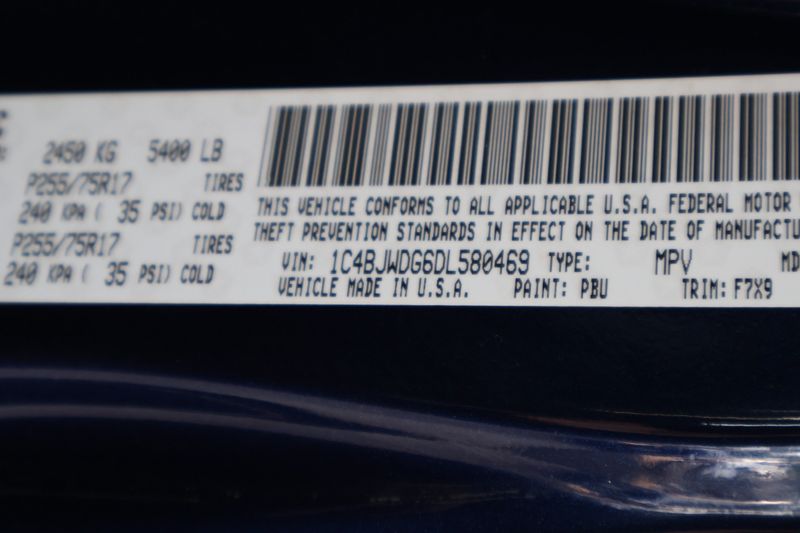 2450 KG 5400 LB
P255/75R17 TIRES
240 KPA ( 35 PSI) COLD
P255/75R17 TIRES
240 KPA ( 35 PSI) COLD
THIS VEHICLE CONFORMS TO ALL APPLICABLE U.S.A. FEDERAL MOTOR
THEFT PREVENTION STANDARDS IN EFFECT ON THE DATE OF MANUFACTU
VIN: 1C4BJWDG6DL580469 TYPE: MPV MD
VEHICLE MADE IN U.S.A. PAINT: PBU TRIM: F7X9